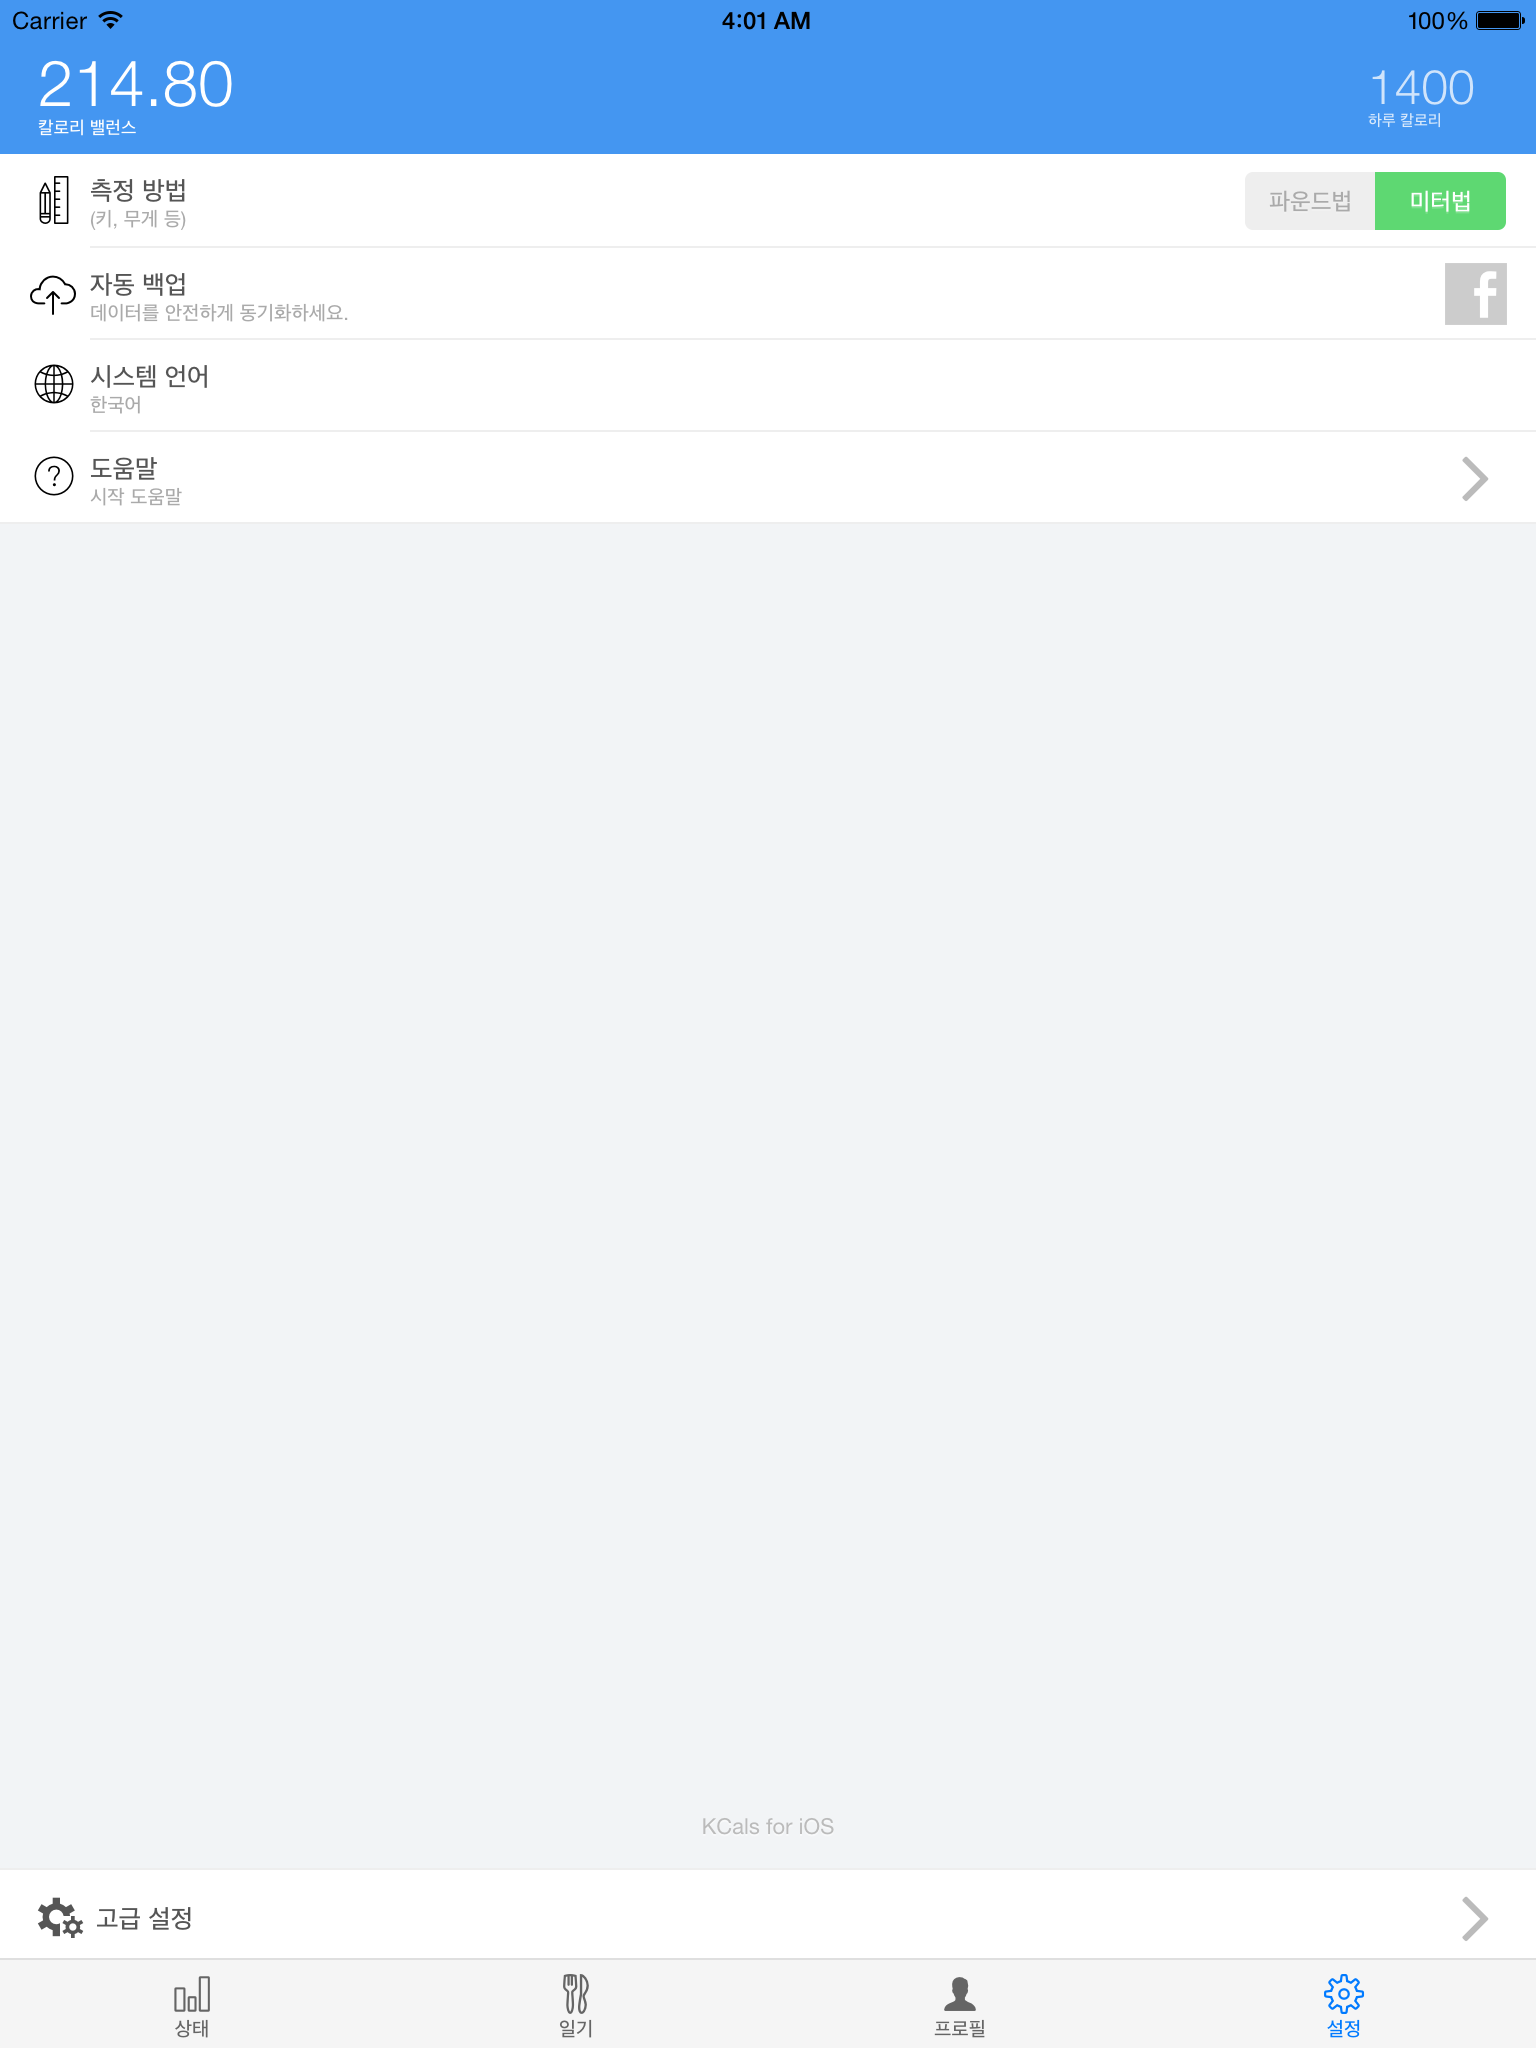 Carrier 4:01 AM 100%
214.80
칼로리 밸런스
1400
하루 칼로리
측정 방법
(키, 무게 등)
파운드법 미터법
자동 백업
데이터를 안전하게 동기화하세요.
f
시스템 언어
한국어
도움말
시작 도움말
KCals for iOS
고급 설정
상태 일기 프로필 설정